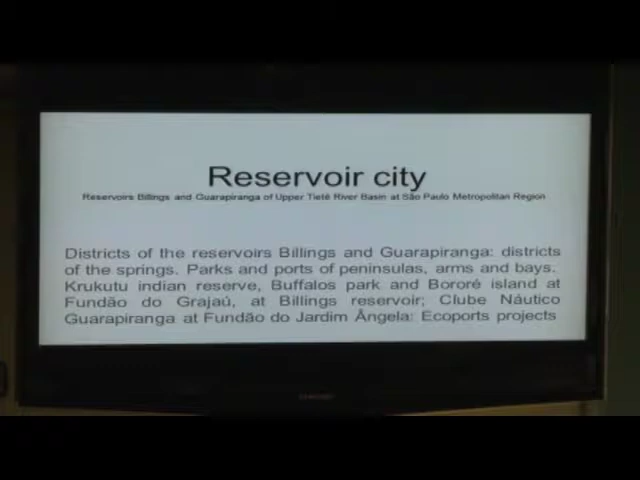 Reservoir city
Reservoirs Billings and Guarapiranga of Upper Tietê River Basin at São Paulo Metropolitan Region
Districts of the reservoirs Billings and Guarapiranga: districts
of the springs. Parks and ports of peninsulas, arms and bays.
Krukutu indian reserve, Buffalos park and Bororé island at
Fundão do Grajaú, at Billings reservoir; Clube Náutico
Guarapiranga at Fundão do Jardim Ângela: Ecoports projects